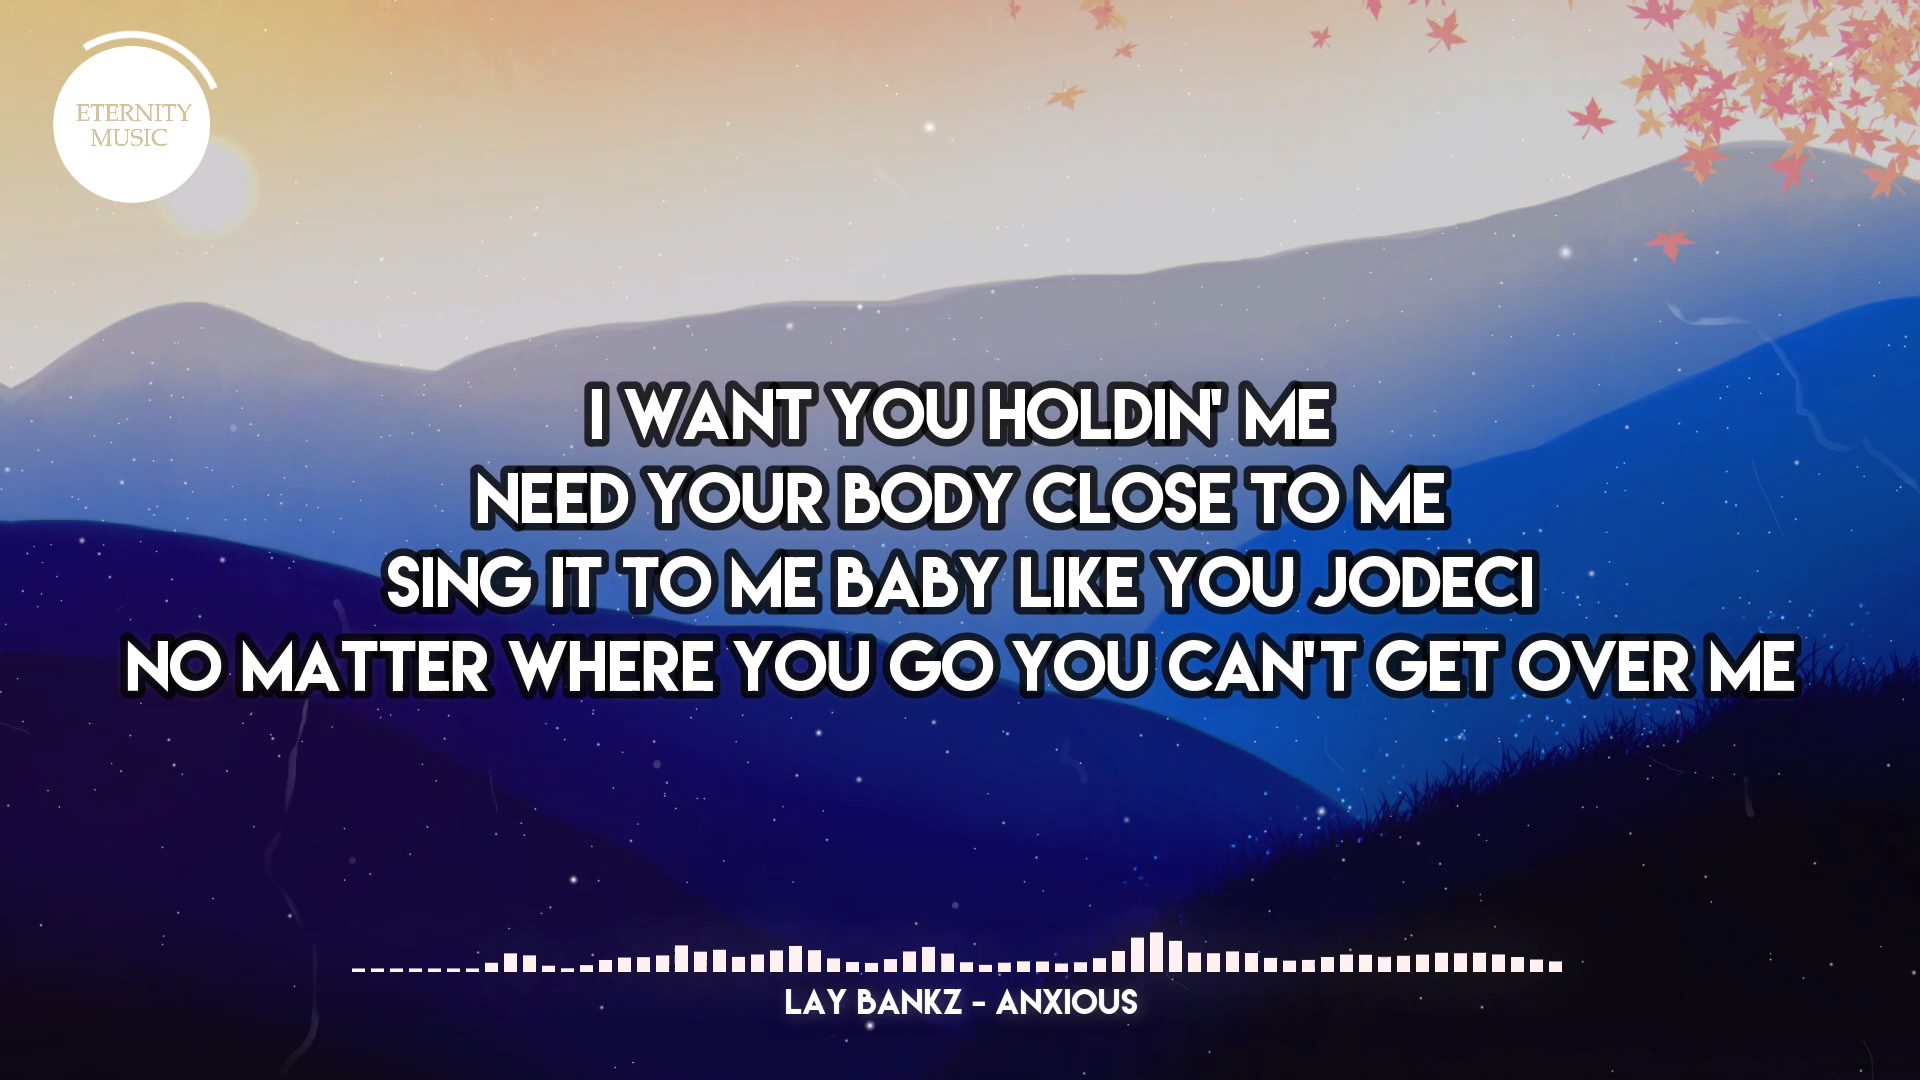 ETERNITY
MUSIC
I WANT YOU HOLDIN' ME
NEED YOUR BODY CLOSE TO ME
SING IT TO ME BABY LIKE YOU JODECI
NO MATTER WHERE YOU GO YOU CAN'T GET OVER ME
LAY BANKZ - ANXIOUS